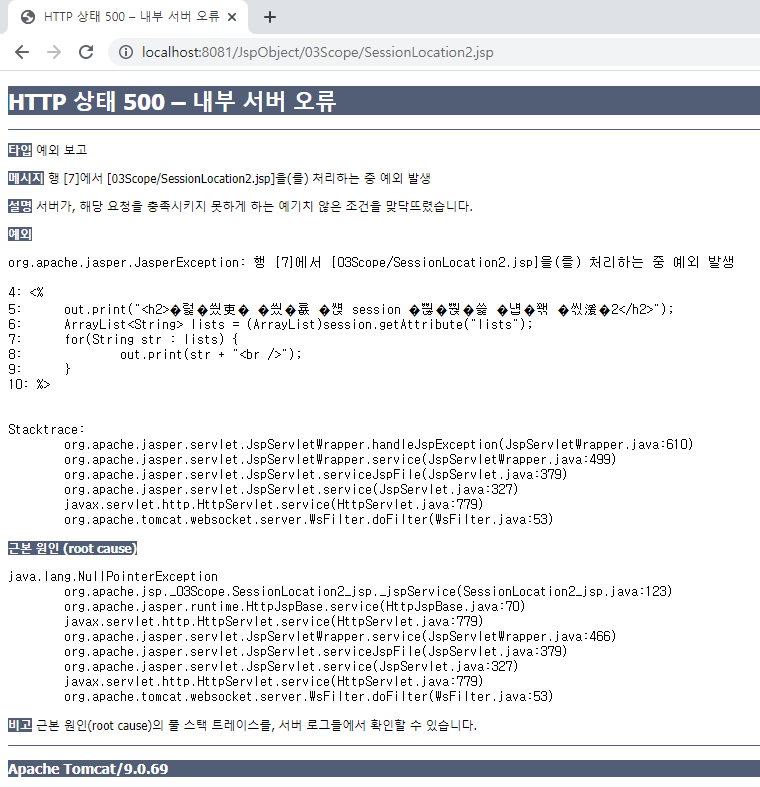 HTTP 상태 500 – 내부 서버 오류
localhost:8081/JspObject/03Scope/SessionLocation2.jsp
HTTP 상태 500 – 내부 서버 오류
타입 예외 보고
메시지 행 [7]에서 [03Scope/SessionLocation2.jsp]을(를) 처리하는 중 예외 발생
설명 서버가, 해당 요청을 충족시키지 못하게 하는 예기치 않은 조건을 맞닥뜨렸습니다.
예외
org.apache.jasper.JasperException: 행 [7]에서 [03Scope/SessionLocation2.jsp]을(를) 처리하는 중 예외 발생
4: <%
5: out.print("<h2> session 2</h2>");
6: ArrayList<String> lists = (ArrayList)session.getAttribute("lists");
7: for(String str : lists) {
8: out.print(str + "<br />");
9: }
10: %>
Stacktrace:
org.apache.jasper.servlet.JspServletWrapper.handleJspException(JspServletWrapper.java:610)
org.apache.jasper.servlet.JspServletWrapper.service(JspServletWrapper.java:499)
org.apache.jasper.servlet.JspServlet.serviceJspFile(JspServlet.java:379)
org.apache.jasper.servlet.JspServlet.service(JspServlet.java:327)
javax.servlet.http.HttpServlet.service(HttpServlet.java:779)
org.apache.tomcat.websocket.server.WsFilter.doFilter(WsFilter.java:53)
근본 원인 (root cause)
java.lang.NullPointerException
org.apache.jsp._03Scope.SessionLocation2_jsp._jspService(SessionLocation2_jsp.java:123)
org.apache.jasper.runtime.HttpJspBase.service(HttpJspBase.java:70)
javax.servlet.http.HttpServlet.service(HttpServlet.java:779)
org.apache.jasper.servlet.JspServletWrapper.service(JspServletWrapper.java:466)
org.apache.jasper.servlet.JspServlet.serviceJspFile(JspServlet.java:379)
org.apache.jasper.servlet.JspServlet.service(JspServlet.java:327)
javax.servlet.http.HttpServlet.service(HttpServlet.java:779)
org.apache.tomcat.websocket.server.WsFilter.doFilter(WsFilter.java:53)
비고 근본 원인(root cause)의 풀 스택 트레이스를, 서버 로그들에서 확인할 수 있습니다.
Apache Tomcat/9.0.69